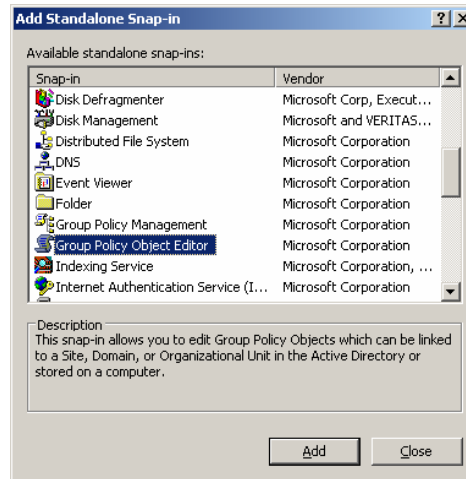 Add Standalone Snap-in
Available standalone snap-ins:
Snap-in Vendor
Disk Defragmenter Microsoft Corp, Execut...
Disk Management Microsoft and VERITAS...
Distributed File System Microsoft Corporation
DNS Microsoft Corporation
Event Viewer Microsoft Corporation
Folder Microsoft Corporation
Group Policy Management Microsoft Corporation
Group Policy Object Editor Microsoft Corporation
Indexing Service Microsoft Corporation, ...
Internet Authentication Service (I... Microsoft Corporation
Description
This snap-in allows you to edit Group Policy Objects which can be linked
to a Site, Domain, or Organizational Unit in the Active Directory or
stored on a computer.
Add Close